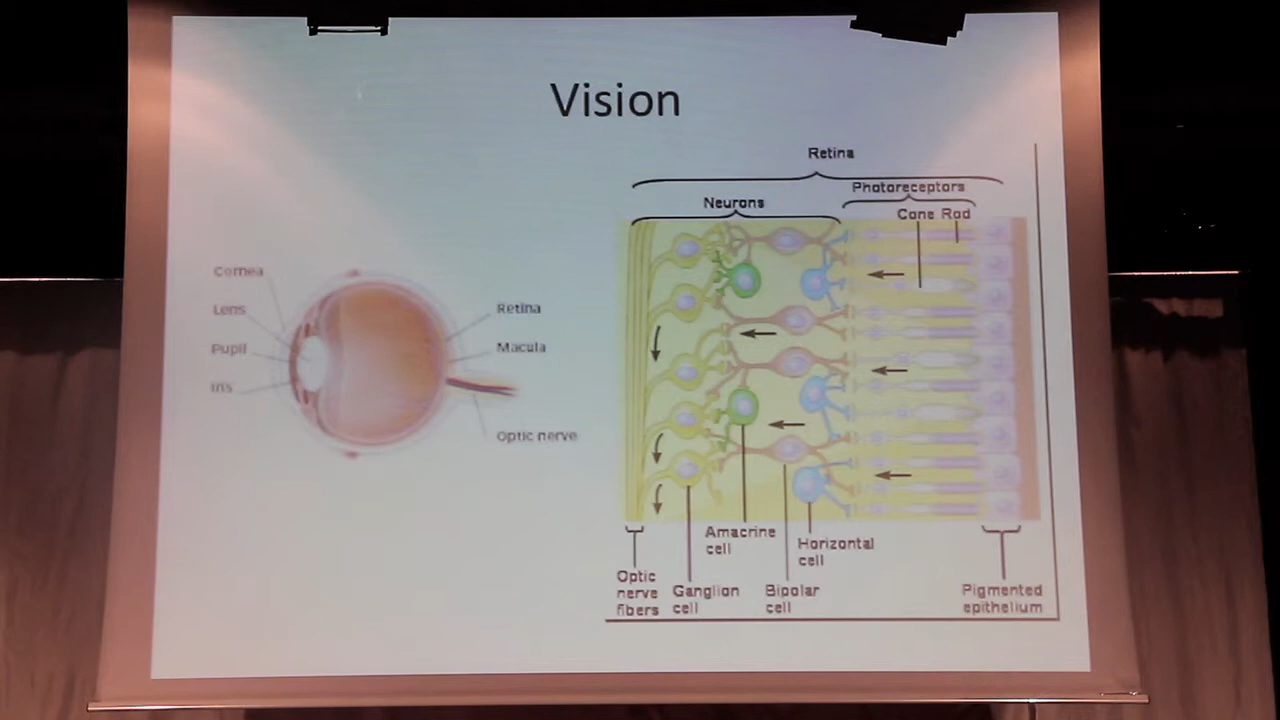 Vision
Cornea
Lens
Pupil
Iris
Retina
Macula
Optic nerve
Retina
Photoreceptors
Neurons
Cone Rod
Amacrine
cell
Horizontal
cell
Optic
nerve
fibers
Ganglion
cell
Bipolar
cell
Pigmented
epithelium